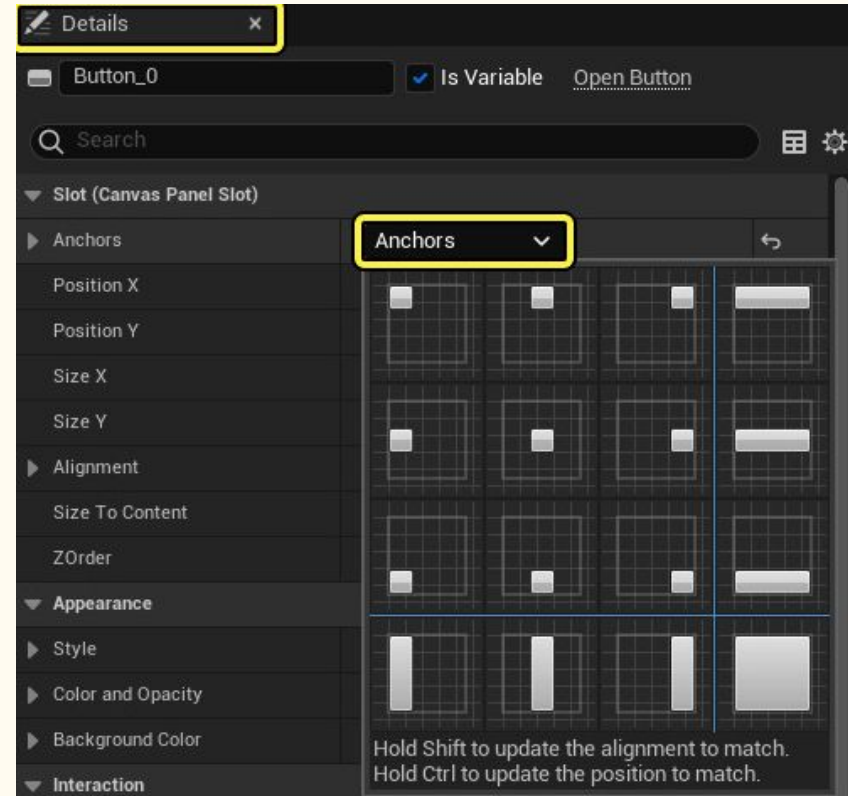 Details
Button_0
Is Variable Open Button
Search
Slot (Canvas Panel Slot)
Anchors Anchors
Position X
Position Y
Size X
Size Y
Alignment
Size To Content
ZOrder
Appearance
Style
Color and Opacity
Background Color
Hold Shift to update the alignment to match.
Hold Ctrl to update the position to match.
Interaction